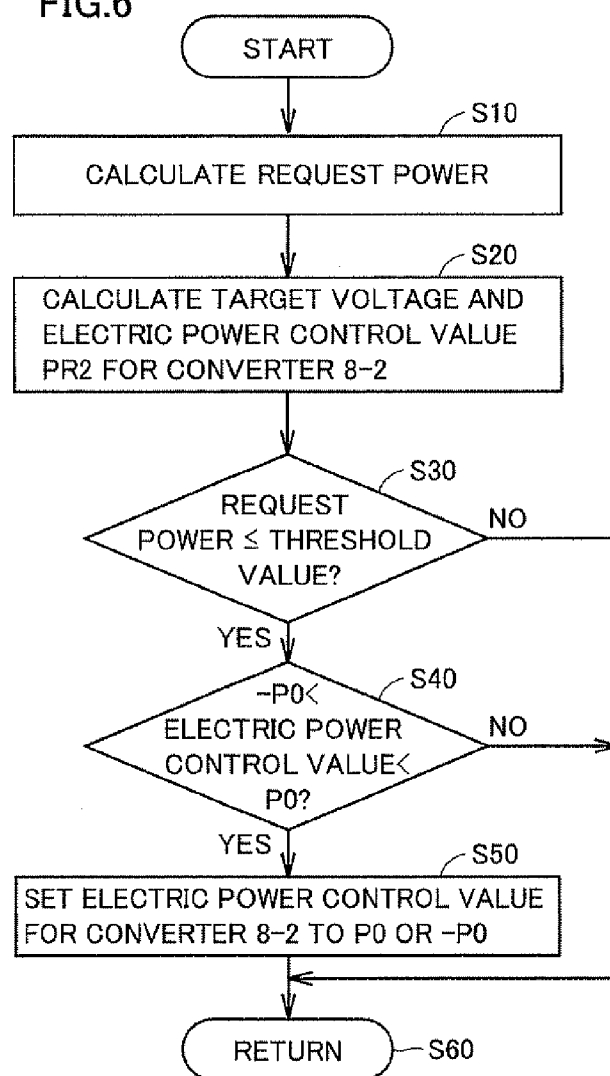 FIG.6
START
S10
CALCULATE REQUEST POWER
S20
CALCULATE TARGET VOLTAGE AND
ELECTRIC POWER CONTROL VALUE
PR2 FOR CONVERTER 8-2
S30
REQUEST
POWER ≤ THRESHOLD
VALUE?
NO
YES
S40
-P0<
ELECTRIC POWER
CONTROL VALUE<
P0?
NO
YES
S50
SET ELECTRIC POWER CONTROL VALUE
FOR CONVERTER 8-2 TO P0 OR -P0
RETURN
S60